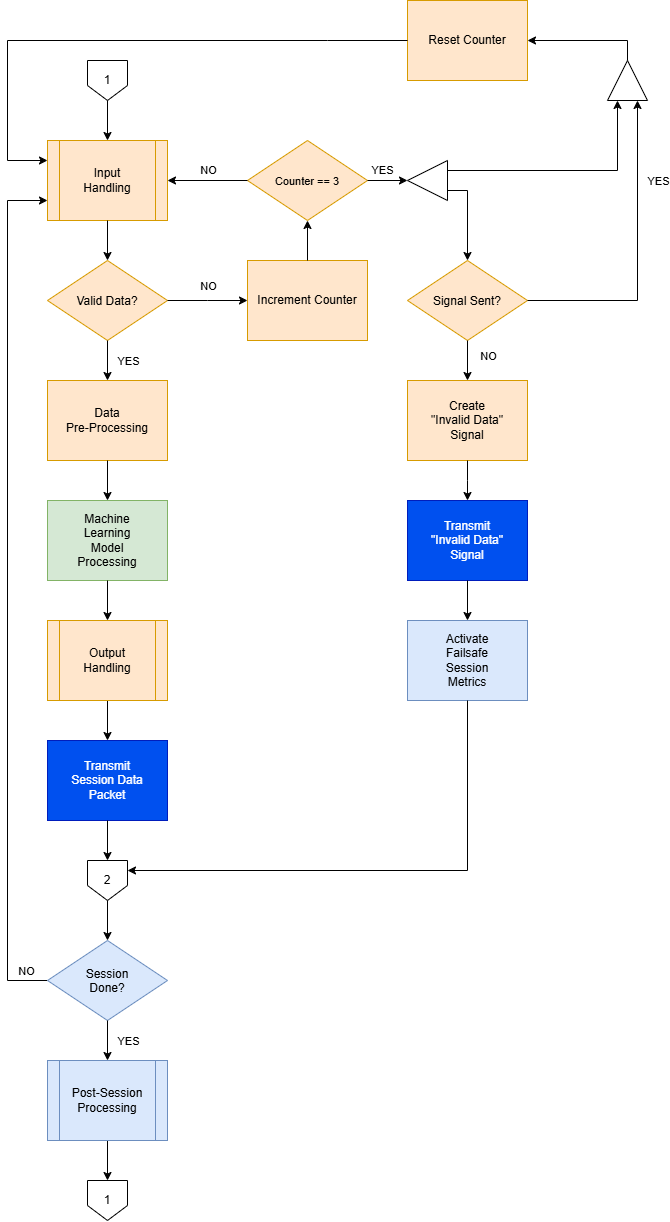 Reset Counter
1
Input
Handling
NO
Counter == 3
YES
YES
Valid Data?
NO
Increment Counter
Signal Sent?
YES
NO
Data
Pre-Processing
Create
"Invalid Data"
Signal
Machine
Learning
Model
Processing
Transmit
"Invalid Data"
Signal
Output
Handling
Activate
Failsafe
Session
Metrics
Transmit
Session Data
Packet
2
Session
Done?
NO
YES
Post-Session
Processing
1